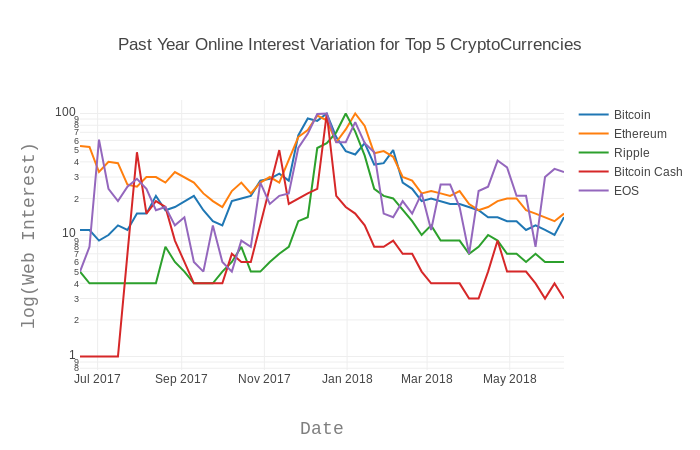 Past Year Online Interest Variation for Top 5 CryptoCurrencies
log(Web Interest)
100
9
8
7
6
5
4
3
2
10
9
8
7
6
5
4
3
2
1
9
8
Jul 2017 Sep 2017 Nov 2017 Jan 2018 Mar 2018 May 2018
Date
Bitcoin
Ethereum
Ripple
Bitcoin Cash
EOS